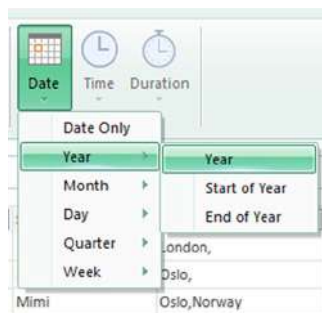 Date Time Duration
Date Only
Year Year
Month Start of Year
Day End of Year
Quarter London,
Week Oslo,
Mimi Oslo,Norway